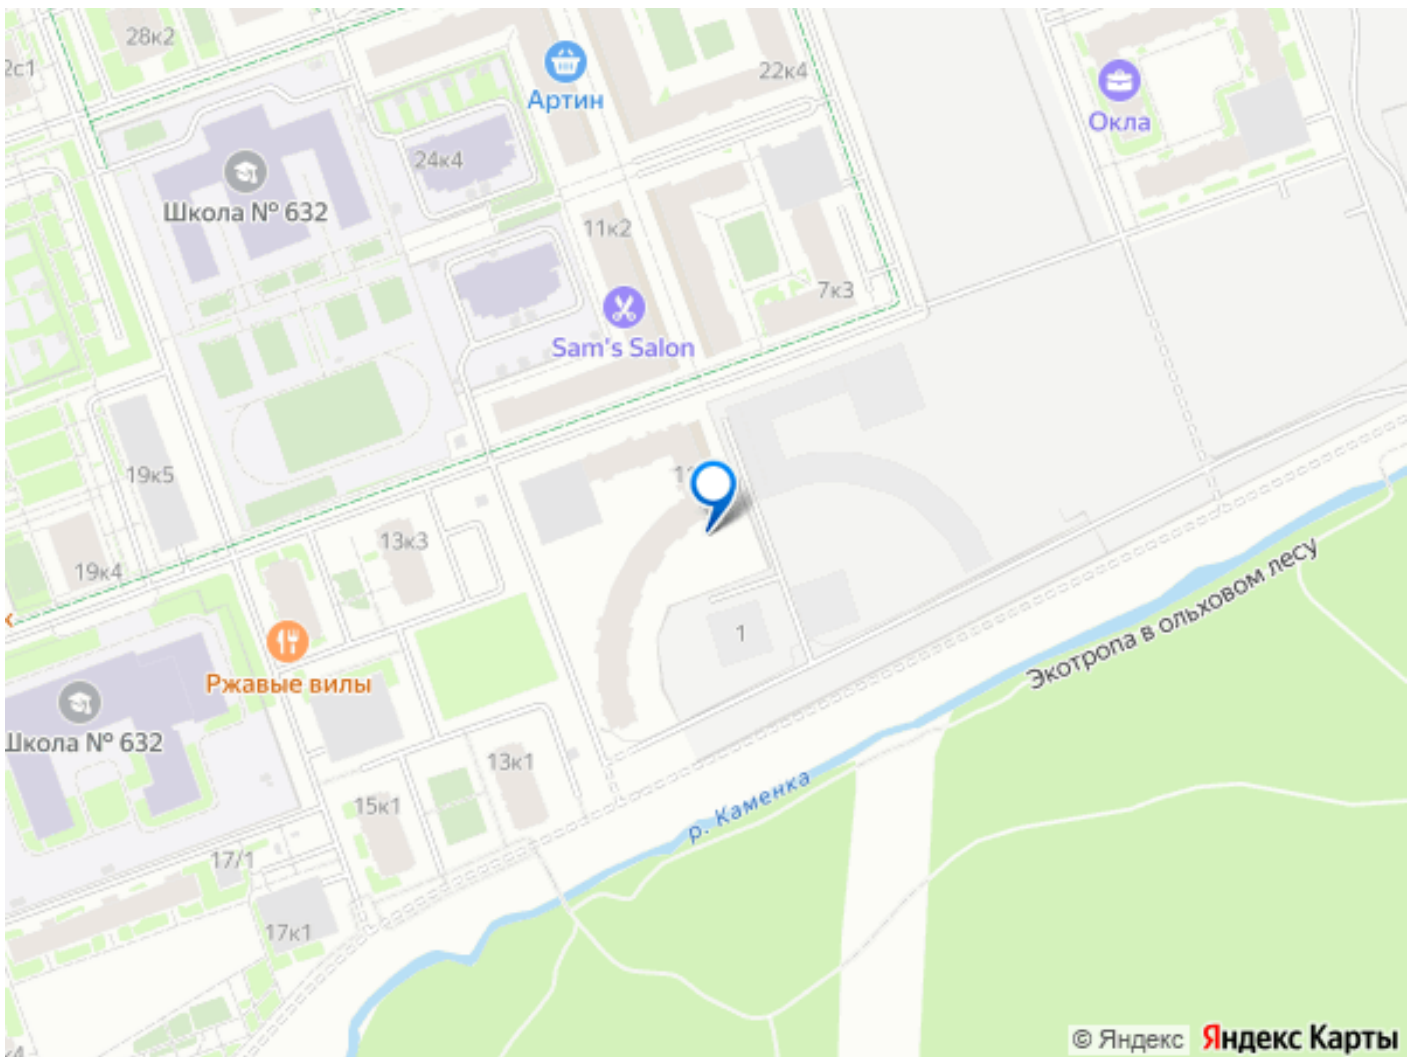 28к2
2с1
Артин
22к4
Окла
24к4
Школа № 632
11к2
7к3
Sam's Salon
19к5
13к3
19к4
1
Ржавые вилы
Экотропа в ольховом лесу
Школа № 632
13к1
15к1
р. Каменка
17/1
17к1
© Яндекс Яндекс Карты